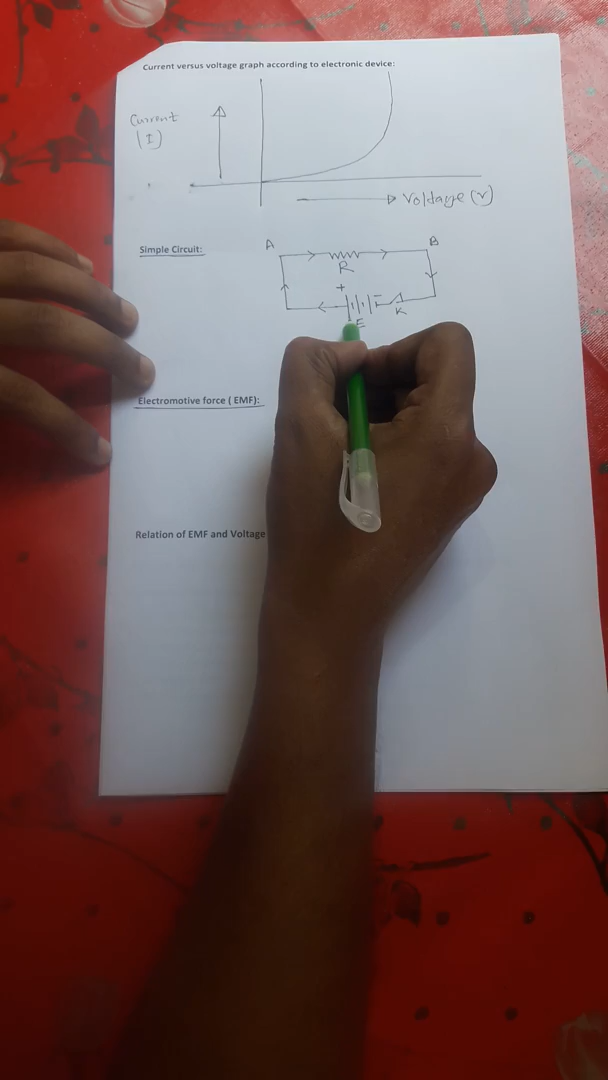 Current versus voltage graph according to electronic device:
Current
(I)
Voldage (V)
Simple Circuit:
A
B
R
+
-
E
K
Electromotive force ( EMF):
Relation of EMF and Voltage